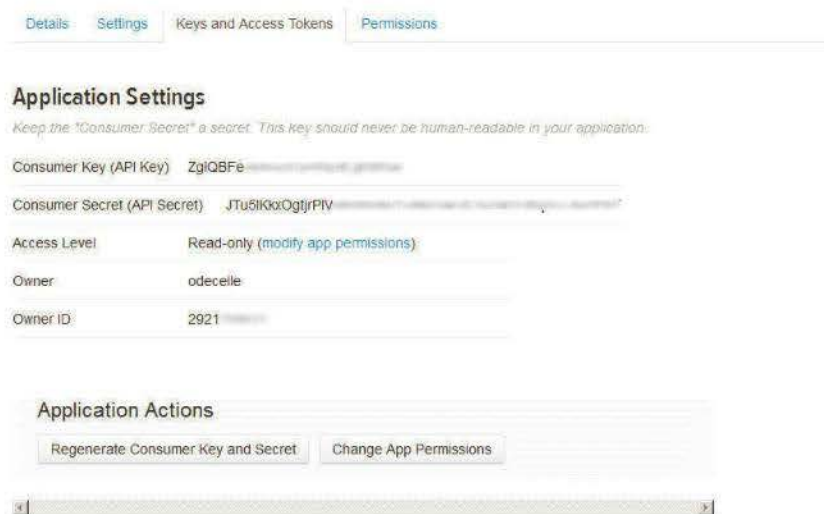 Details Settings Keys and Access Tokens Permissions
Application Settings
Keep the "Consumer Secret" a secret. This key should never be human-readable in your application.
Consumer Key (API Key) ZgIQBFe
Consumer Secret (API Secret) JTu5IKkxOgtjrPIV
Access Level Read-only (modify app permissions)
Owner odecelle
Owner ID 2921
Application Actions
Regenerate Consumer Key and Secret Change App Permissions